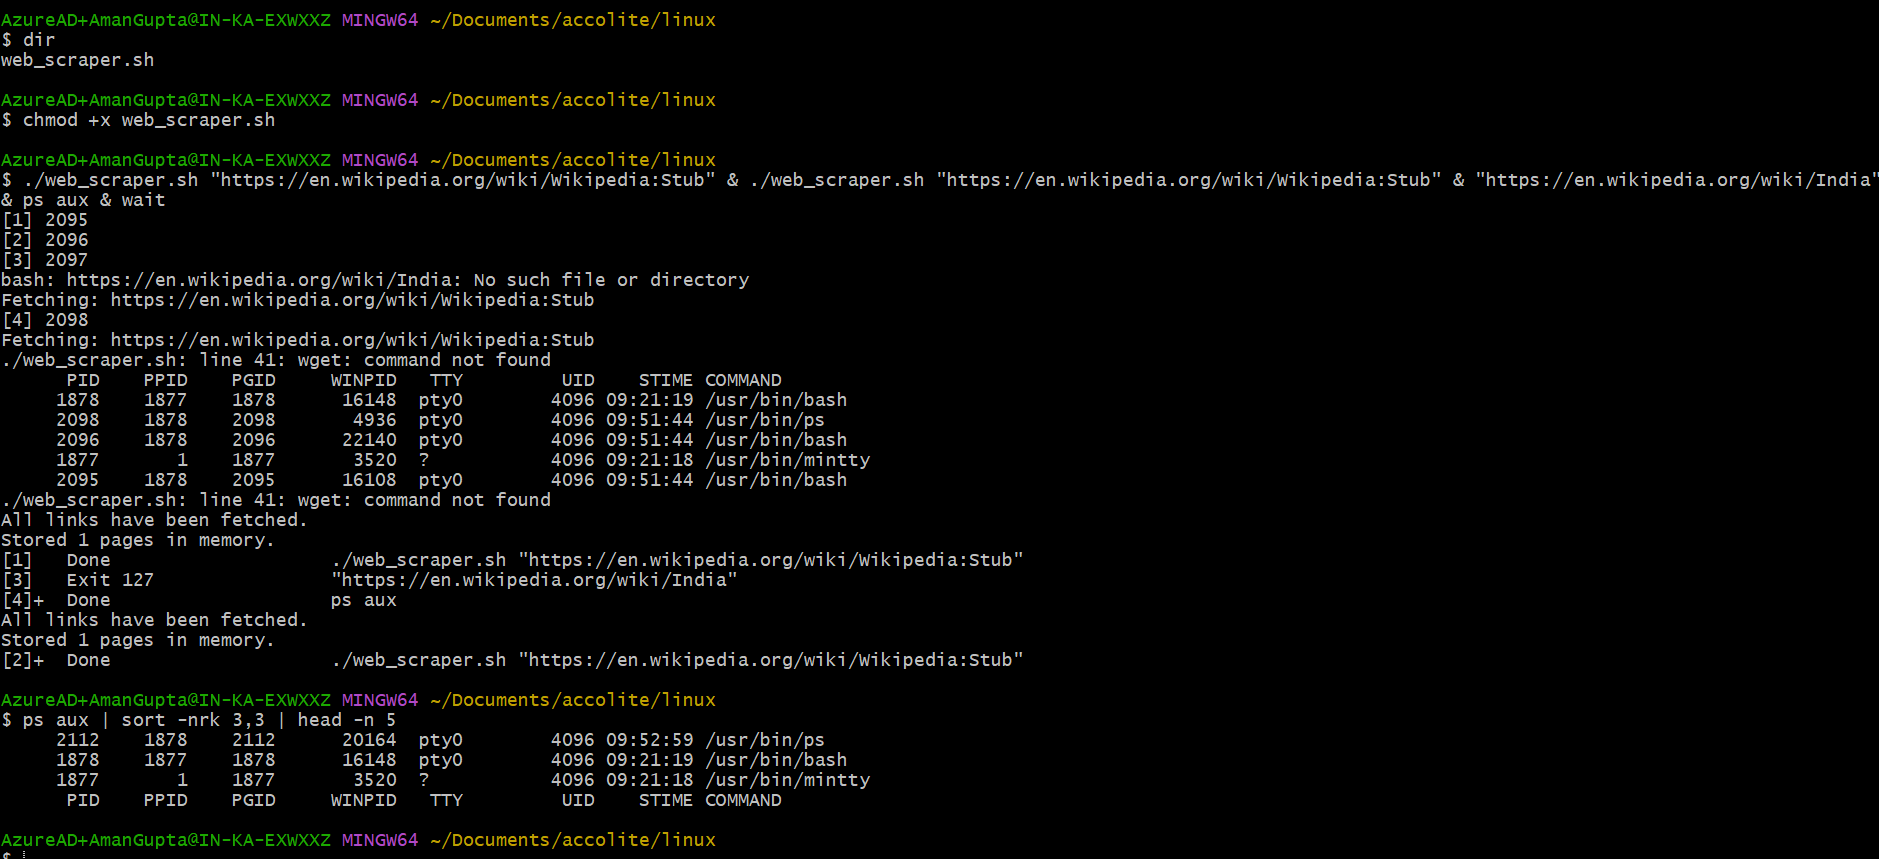 AzureAD+AmanGupta@IN-KA-EXWXXZ MINGW64 ~/Documents/accolite/linux
$ dir
web_scraper.sh
AzureAD+AmanGupta@IN-KA-EXWXXZ MINGW64 ~/Documents/accolite/linux
$ chmod +x web_scraper.sh
AzureAD+AmanGupta@IN-KA-EXWXXZ MINGW64 ~/Documents/accolite/linux
$ ./web_scraper.sh "https://en.wikipedia.org/wiki/Wikipedia:Stub" & ./web_scraper.sh "https://en.wikipedia.org/wiki/Wikipedia:Stub" & "https://en.wikipedia.org/wiki/India"
& ps aux & wait
[1] 2095
[2] 2096
[3] 2097
bash: https://en.wikipedia.org/wiki/India: No such file or directory
Fetching: https://en.wikipedia.org/wiki/Wikipedia:Stub
[4] 2098
Fetching: https://en.wikipedia.org/wiki/Wikipedia:Stub
./web_scraper.sh: line 41: wget: command not found
      PID    PPID    PGID     WINPID   TTY         UID    STIME COMMAND
     1878    1877    1878      16148  pty0        4096 09:21:19 /usr/bin/bash
     2098    1878    2098       4936  pty0        4096 09:51:44 /usr/bin/ps
     2096    1878    2096      22140  pty0        4096 09:51:44 /usr/bin/bash
     1877       1    1877       3520  ?           4096 09:21:18 /usr/bin/mintty
     2095    1878    2095      16108  pty0        4096 09:51:44 /usr/bin/bash
./web_scraper.sh: line 41: wget: command not found
All links have been fetched.
Stored 1 pages in memory.
[1]   Done                    ./web_scraper.sh "https://en.wikipedia.org/wiki/Wikipedia:Stub"
[3]   Exit 127                "https://en.wikipedia.org/wiki/India"
[4]+  Done                    ps aux
All links have been fetched.
Stored 1 pages in memory.
[2]+  Done                    ./web_scraper.sh "https://en.wikipedia.org/wiki/Wikipedia:Stub"
AzureAD+AmanGupta@IN-KA-EXWXXZ MINGW64 ~/Documents/accolite/linux
$ ps aux | sort -nrk 3,3 | head -n 5
     2112    1878    2112      20164  pty0        4096 09:52:59 /usr/bin/ps
     1878    1877    1878      16148  pty0        4096 09:21:19 /usr/bin/bash
     1877       1    1877       3520  ?           4096 09:21:18 /usr/bin/mintty
      PID    PPID    PGID     WINPID   TTY         UID    STIME COMMAND
AzureAD+AmanGupta@IN-KA-EXWXXZ MINGW64 ~/Documents/accolite/linux
$